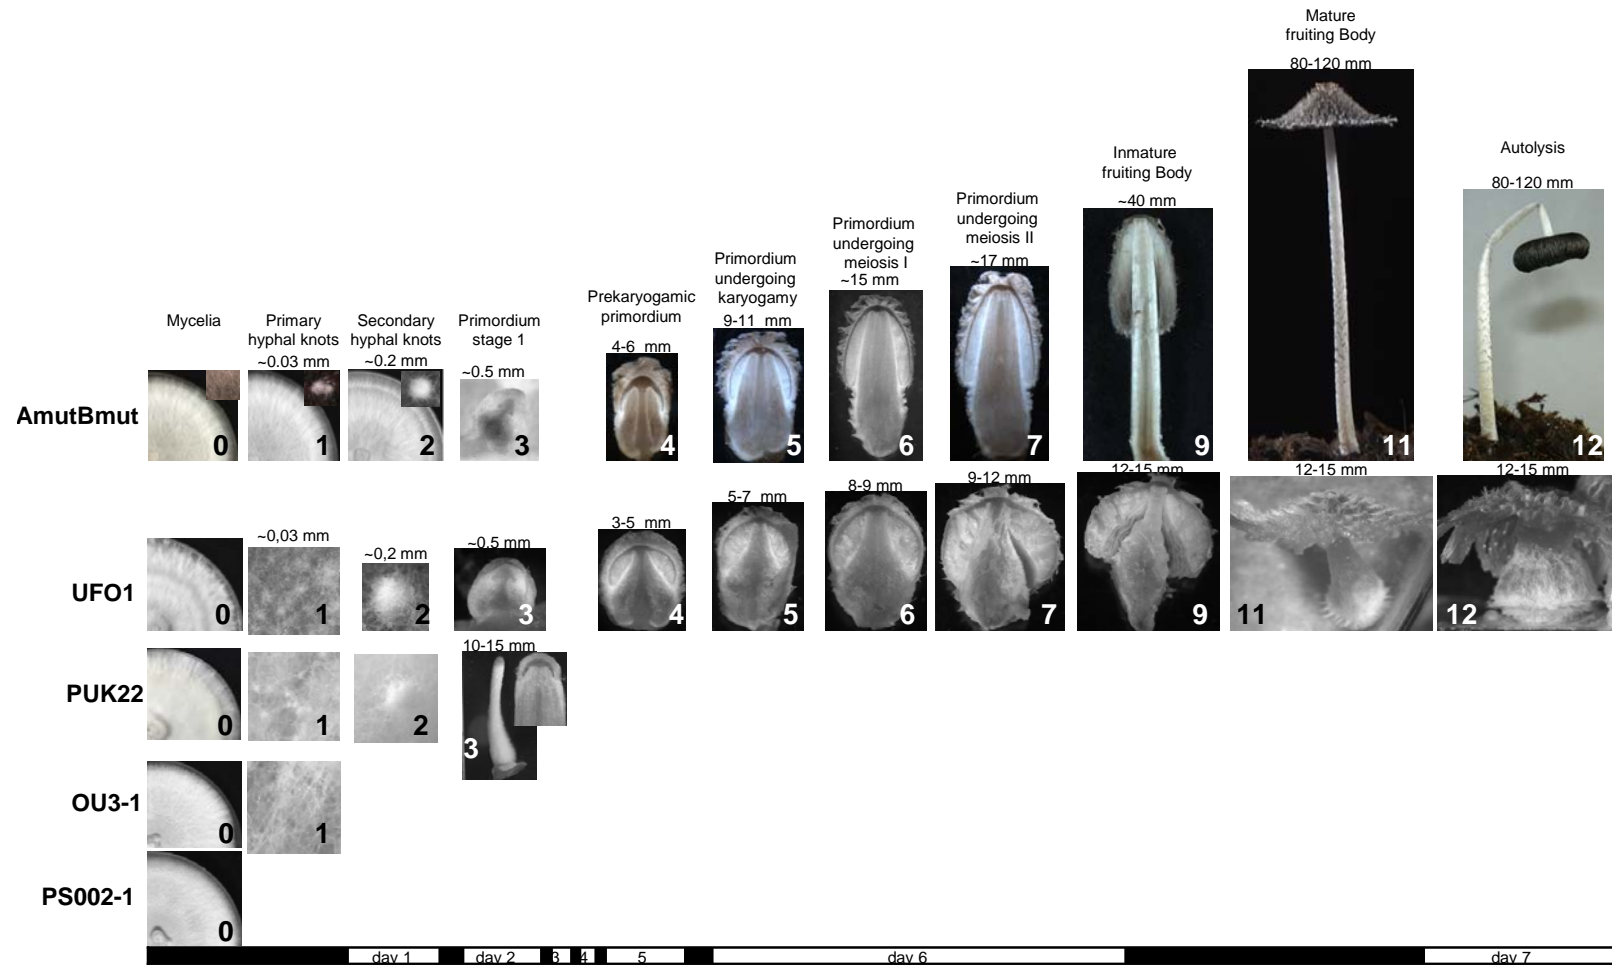 Mature
fruiting Body
80-120 mm
Inmature
fruiting Body
~40 mm
Autolysis
80-120 mm
Primordium
undergoing
meiosis II
~17 mm
Primordium
undergoing
meiosis I
~15 mm
Primordium
undergoing
karyogamy
9-11 mm
Prekaryogamic
primordium
4-6 mm
Mycelia
Primary
hyphal knots
~0.03 mm
Secondary
hyphal knots
~0.2 mm
Primordium
stage 1
~0.5 mm
AmutBmut
0 1 2 3 4 5 6 7 9 11 12
~0,03 mm
~0,2 mm
~0.5 mm
3-5 mm
5-7 mm
8-9 mm
9-12 mm
12-15 mm
12-15 mm
12-15 mm
UFO1
0 1 2 3 4 5 6 7 9 11 12
10-15 mm
PUK22
0 1 2 3
OU3-1
0 1
PS002-1
0
day 1 day 2 3 4 5 day 6 day 7